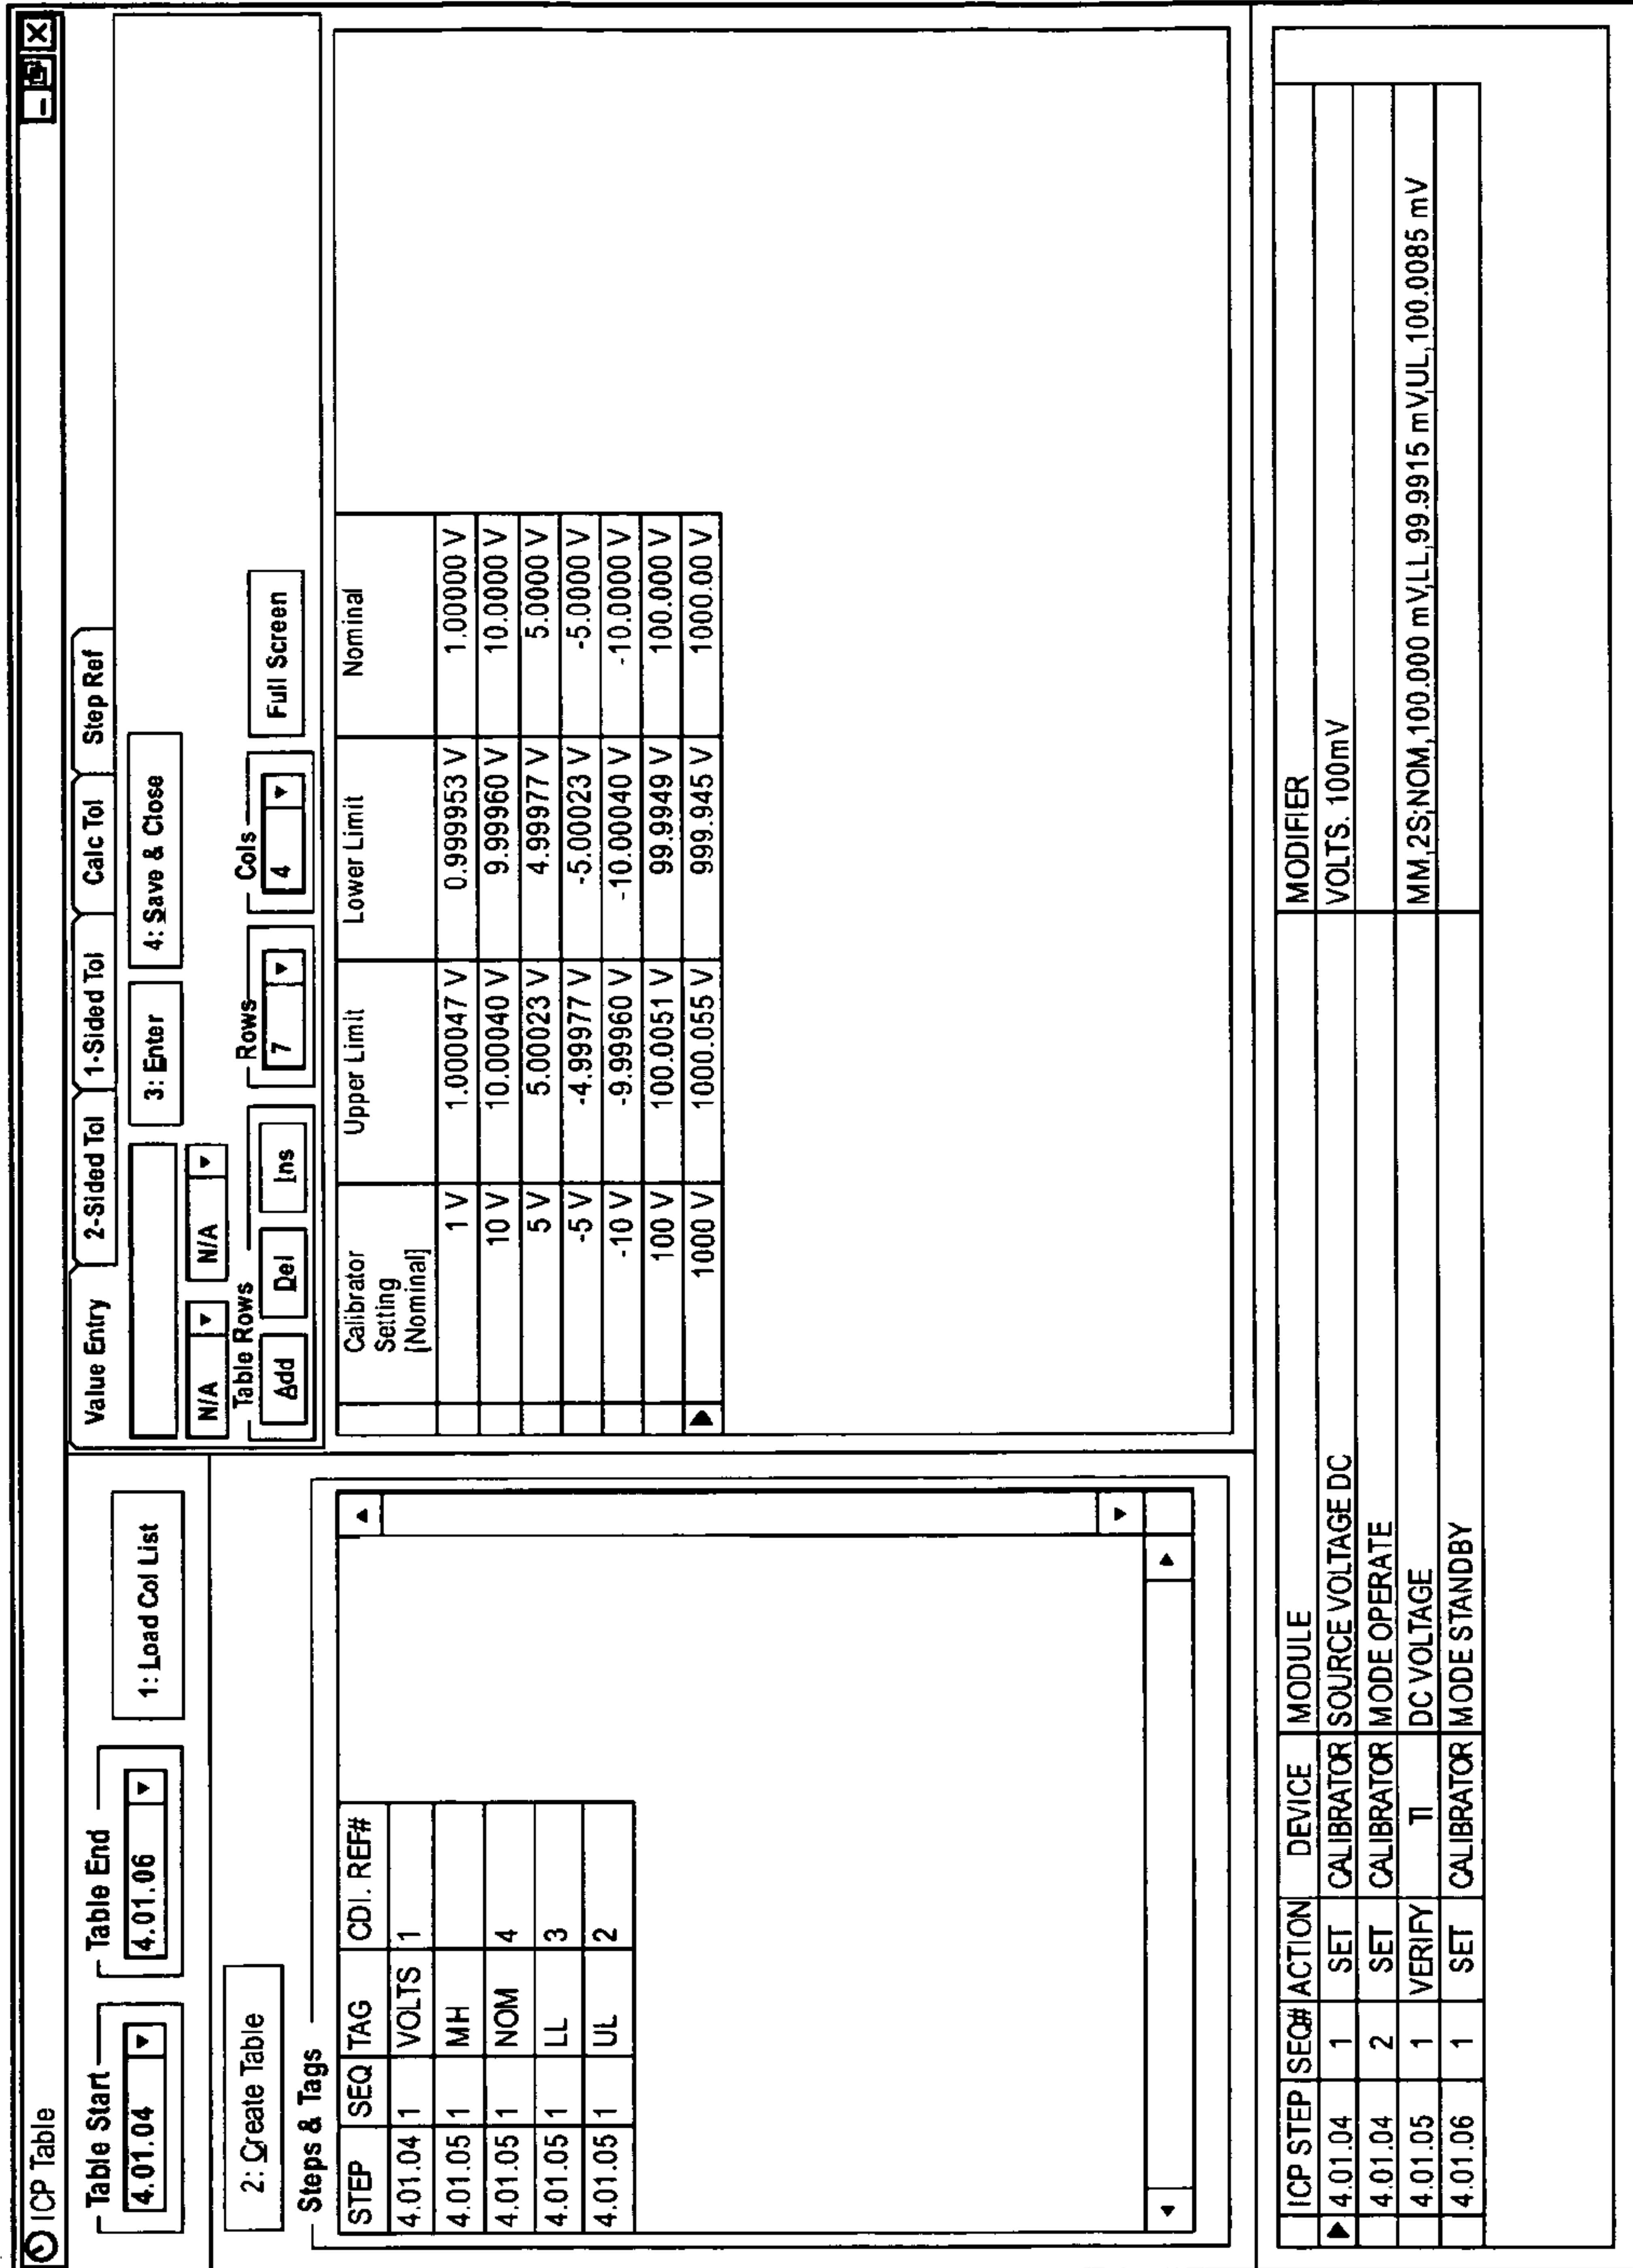 ICP Table
Table Start
4.01.04
Table End
4.01.06
1: Load Col List
2: Create Table
Steps & Tags
STEP SEQ TAG CDI. REF#
4.01.04 1 VOLTS 1
4.01.05 1 MH
4.01.05 1 NOM 4
4.01.05 1 LL 3
4.01.05 1 UL 2
Value Entry 2-Sided Tol 1-Sided Tol Calc Tol Step Ref
3: Enter 4: Save & Close
N/A N/A
Table Rows
Add Del Ins
Rows
7
Cols
4
Full Screen
Calibrator Upper Limit Lower Limit Nominal
Setting
[Nominal]
1 V 1.000047 V 0.999953 V 1.00000 V
10 V 10.00040 V 9.99960 V 10.0000 V
5 V 5.00023 V 4.99977 V 5.0000 V
-5 V -4.99977 V -5.00023 V -5.0000 V
-10 V -9.99960 V -10.00040 V -10.0000 V
100 V 100.0051 V 99.9949 V 100.000 V
1000 V 1000.055 V 999.945 V 1000.00 V
ICP STEP SEQ# ACTION DEVICE MODULE MODIFIER
4.01.04 1 SET CALIBRATOR SOURCE VOLTAGE DC VOLTS. 100mV
4.01.04 2 SET CALIBRATOR MODE OPERATE
4.01.05 1 VERIFY TI DC VOLTAGE MM,2S;NOM,100.000 mV,LL,99.9915 mV,UL,100.0085 mV
4.01.06 1 SET CALIBRATOR MODE STANDBY